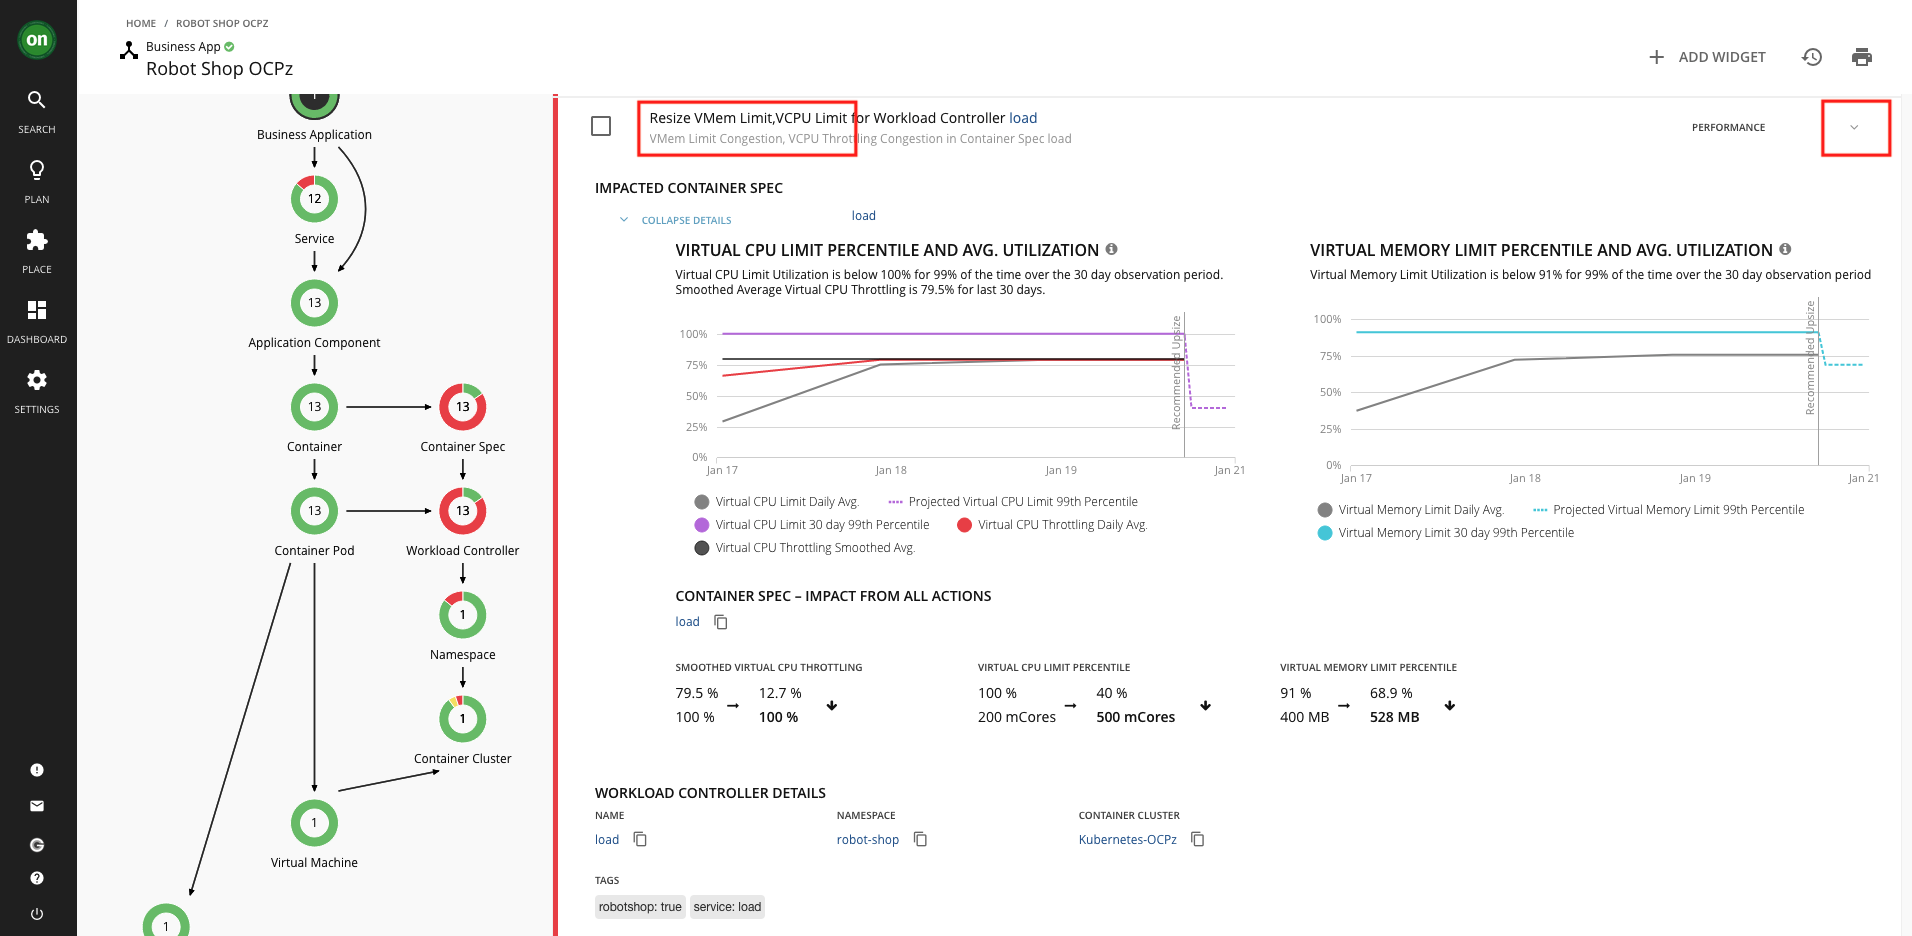 on
SEARCH
PLAN
PLACE
DASHBOARD
SETTINGS
HOME / ROBOT SHOP OCPZ
Business App
Robot Shop OCPz
ADD WIDGET
Business Application
12
Service
13
Application Component
13
Container
13
Container Spec
13
Container Pod
13
Workload Controller
1
Namespace
1
Container Cluster
1
Virtual Machine
1
Resize VMem Limit,VCPU Limit for Workload Controller load
VMem Limit Congestion, VCPU Throttling Congestion in Container Spec load
PERFORMANCE
IMPACTED CONTAINER SPEC
COLLAPSE DETAILS
load
VIRTUAL CPU LIMIT PERCENTILE AND AVG. UTILIZATION
Virtual CPU Limit Utilization is below 100% for 99% of the time over the 30 day observation period.
Smoothed Average Virtual CPU Throttling is 79.5% for last 30 days.
100%
75%
50%
25%
0%
Recommended Upsize
Jan 17
Jan 18
Jan 19
Jan 21
Virtual CPU Limit Daily Avg.
Projected Virtual CPU Limit 99th Percentile
Virtual CPU Limit 30 day 99th Percentile
Virtual CPU Throttling Daily Avg.
Virtual CPU Throttling Smoothed Avg.
VIRTUAL MEMORY LIMIT PERCENTILE AND AVG. UTILIZATION
Virtual Memory Limit Utilization is below 91% for 99% of the time over the 30 day observation period
100%
75%
50%
25%
0%
Recommended Upsize
Jan 17
Jan 18
Jan 19
Jan 21
Virtual Memory Limit Daily Avg.
Projected Virtual Memory Limit 99th Percentile
Virtual Memory Limit 30 day 99th Percentile
CONTAINER SPEC – IMPACT FROM ALL ACTIONS
load
SMOOTHED VIRTUAL CPU THROTTLING
79.5 % → 12.7 %
100 % 100 %
VIRTUAL CPU LIMIT PERCENTILE
100 % → 40 %
200 mCores 500 mCores
VIRTUAL MEMORY LIMIT PERCENTILE
91 % → 68.9 %
400 MB 528 MB
WORKLOAD CONTROLLER DETAILS
NAME
load
NAMESPACE
robot-shop
CONTAINER CLUSTER
Kubernetes-OCPz
TAGS
robotshop: true
service: load